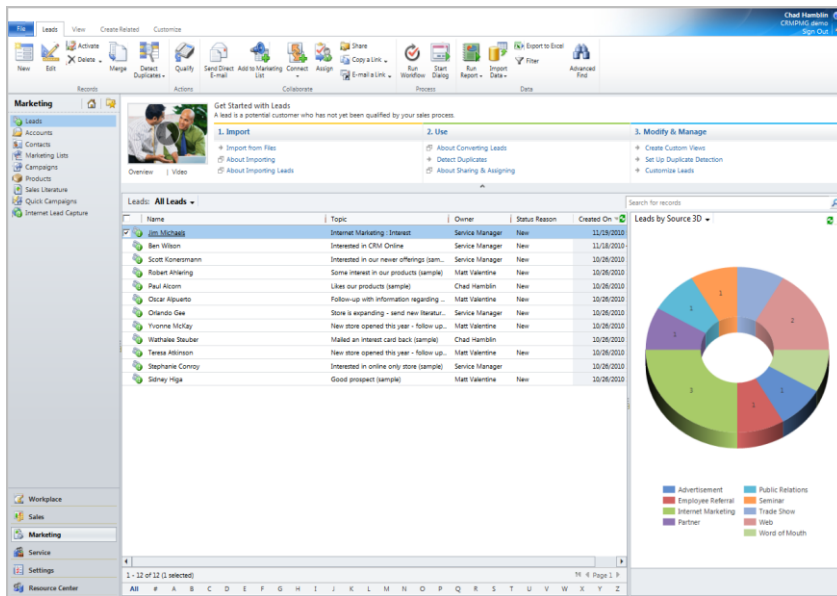 Chad Hamblin
CRMPMG demo
Sign Out
File Leads View Create Related Customize
New
Edit
Activate
Delete
Merge
Detect Duplicates
Records
Qualify
Actions
Send Direct E-mail
Add to Marketing List
Connect
Assign
Share
Copy a Link
E-mail a Link
Collaborate
Run Workflow
Start Dialog
Process
Run Report
Import Data
Export to Excel
Filter
Advanced Find
Data
Marketing
Leads
Accounts
Contacts
Marketing Lists
Campaigns
Products
Sales Literature
Quick Campaigns
Internet Lead Capture
Workplace
Sales
Marketing
Service
Settings
Resource Center
Get Started with Leads
A lead is a potential customer who has not yet been qualified by your sales process.
Overview | Video
1. Import
Import from Files
About Importing
About Importing Leads
2. Use
About Converting Leads
Detect Duplicates
About Sharing & Assigning
3. Modify & Manage
Create Custom Views
Set Up Duplicate Detection
Customize Leads
Leads: All Leads
Search for records
Name Topic Owner Status Reason Created On
Jim Michaels Internet Marketing : Interest Service Manager New 11/19/2010
Ben Wilson Interested in CRM Online Service Manager New 11/18/2010
Scott Konersmann Interested in our newer offerings (sam... Service Manager New 10/26/2010
Robert Ahlering Some interest in our products (sample) Matt Valentine New 10/26/2010
Paul Alcorn Likes our products (sample) Chad Hamblin New 10/26/2010
Oscar Alpuerto Follow-up with information regarding ... Matt Valentine New 10/26/2010
Orlando Gee Store is expanding - send new literatur... Service Manager New 10/26/2010
Yvonne McKay New store opened this year - follow up... Matt Valentine New 10/26/2010
Wathalee Steuber Mailed an interest card back (sample) Chad Hamblin 10/26/2010
Teresa Atkinson New store opened this year - follow up... Matt Valentine New 10/26/2010
Stephanie Conroy Interested in online only store (sample) Service Manager 10/26/2010
Sidney Higa Good prospect (sample) Matt Valentine New 10/26/2010
1 - 12 of 12 (1 selected)
Page 1
All # A B C D E F G H I J K L M N O P Q R S T U V W X Y Z
Leads by Source 3D
1
2
1
1
3
1
1
Advertisement
Employee Referral
Internet Marketing
Partner
Public Relations
Seminar
Trade Show
Web
Word of Mouth